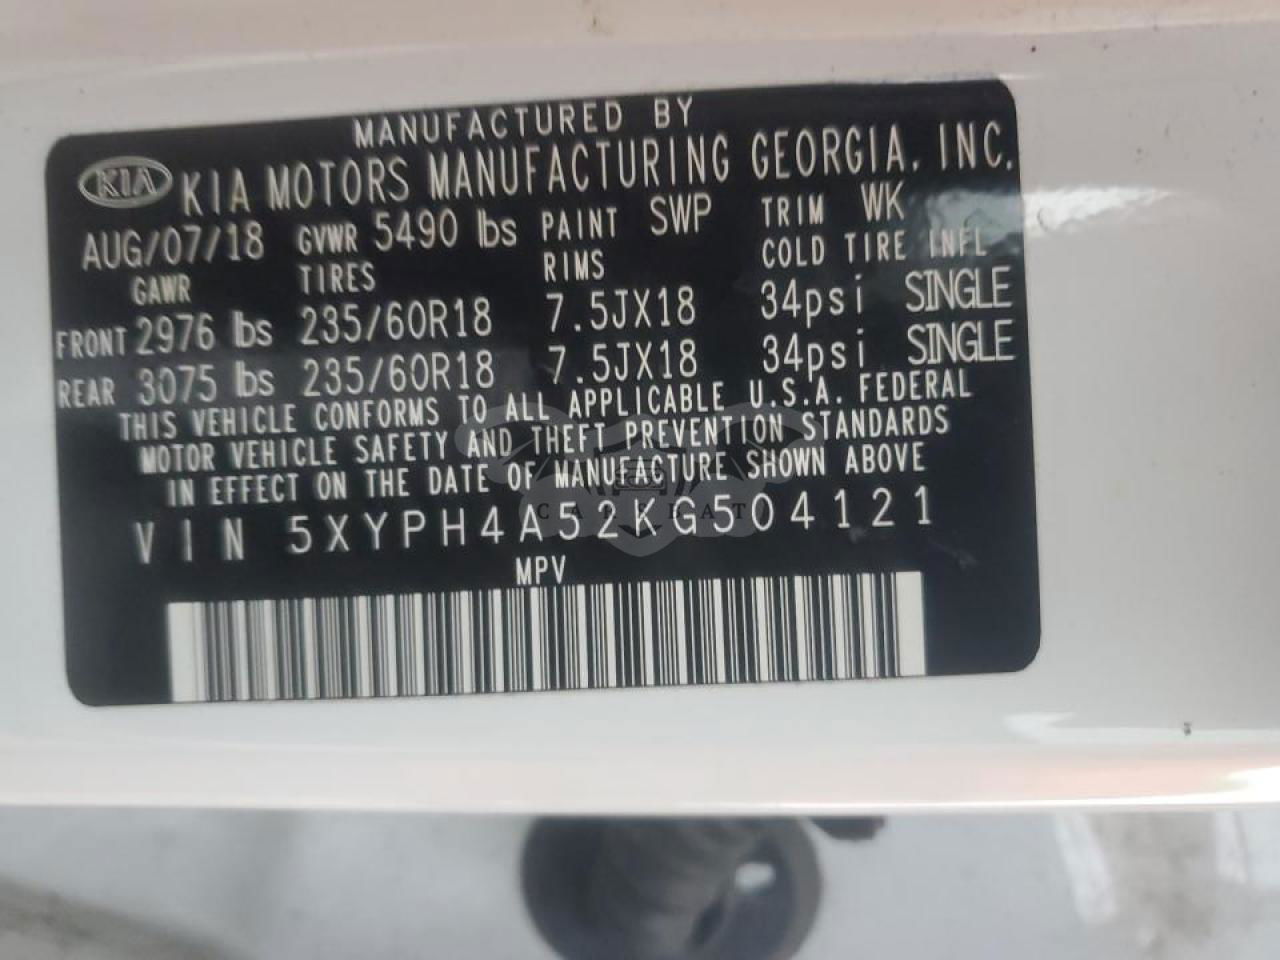 MANUFACTURED BY
KIA KIA MOTORS MANUFACTURING GEORGIA, INC.
AUG/07/18 GVWR 5490 lbs PAINT SWP TRIM WK
GAWR TIRES RIMS COLD TIRE INFL
FRONT 2976 lbs 235/60R18 7.5JX18 34psi SINGLE
REAR 3075 lbs 235/60R18 7.5JX18 34psi SINGLE
THIS VEHICLE CONFORMS TO ALL APPLICABLE U.S.A. FEDERAL
MOTOR VEHICLE SAFETY AND THEFT PREVENTION STANDARDS
IN EFFECT ON THE DATE OF MANUFACTURE SHOWN ABOVE
VIN 5XYPH4A52KG504121
MPV